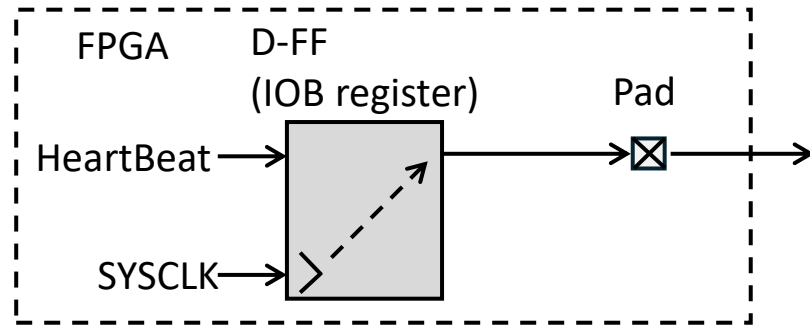 FPGA
D-FF
(IOB register)
Pad
HeartBeat
SYSCLK